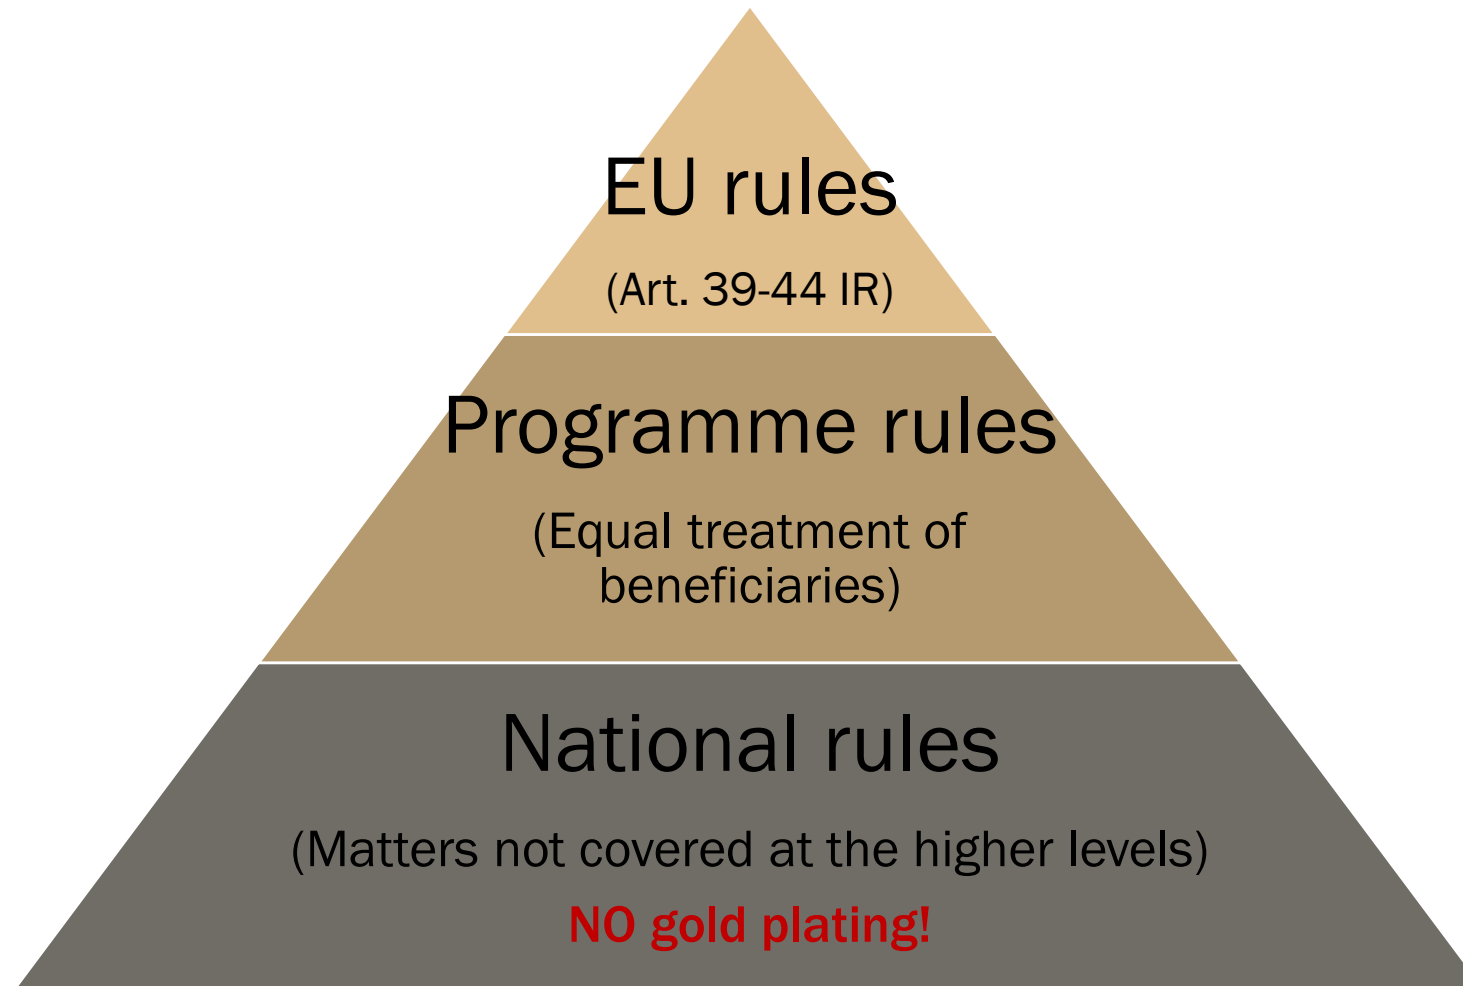 EU rules
(Art. 39-44 IR)
Programme rules
(Equal treatment of
beneficiaries)
National rules
(Matters not covered at the higher levels)
NO gold plating!